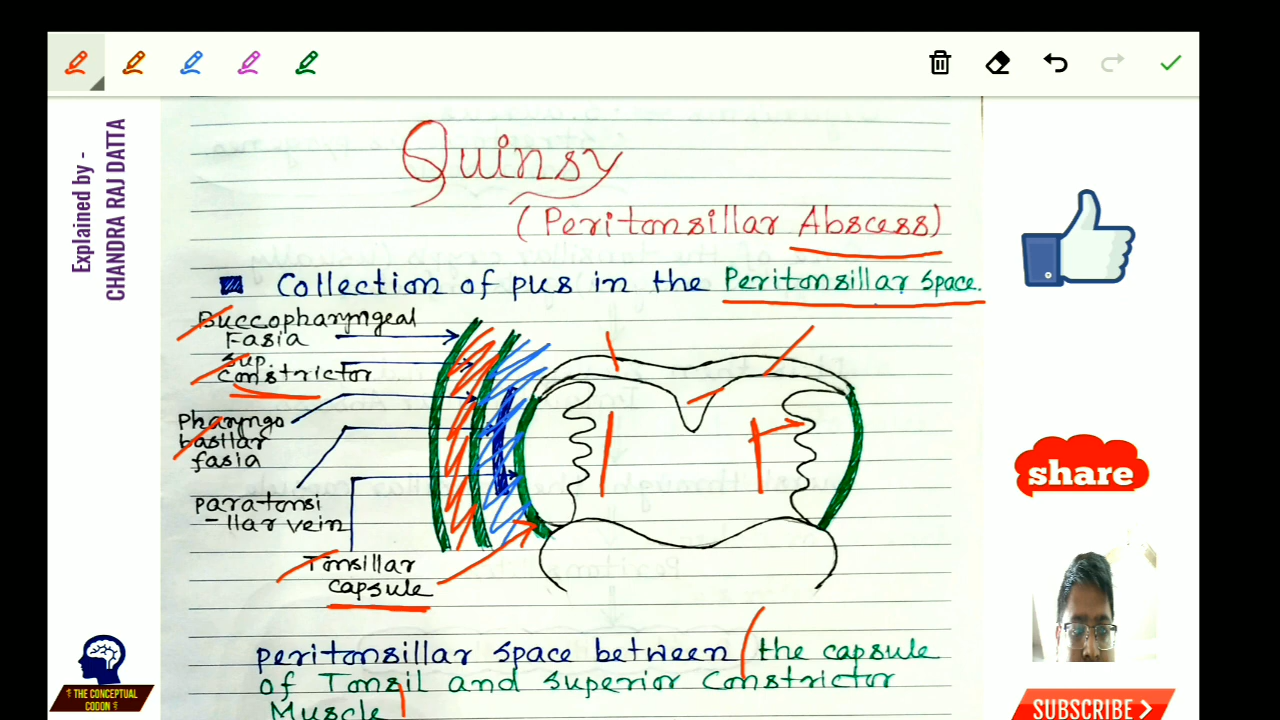 Explained by -
CHANDRA RAJ DATTA
Quinsy
(Peritonsillar Abscess)
Collection of pus in the Peritonsillar Space.
Buccopharyngeal
Fasia
Sup.
Constrictor
Pharyngo
basilar
fasia
Paratonsi
-llar vein
Tonsillar
capsule
share
peritonsillar space between the capsule
of Tonsil and Superior Constrictor
Muscle
THE CONCEPTUAL
CODON
SUBSCRIBE >